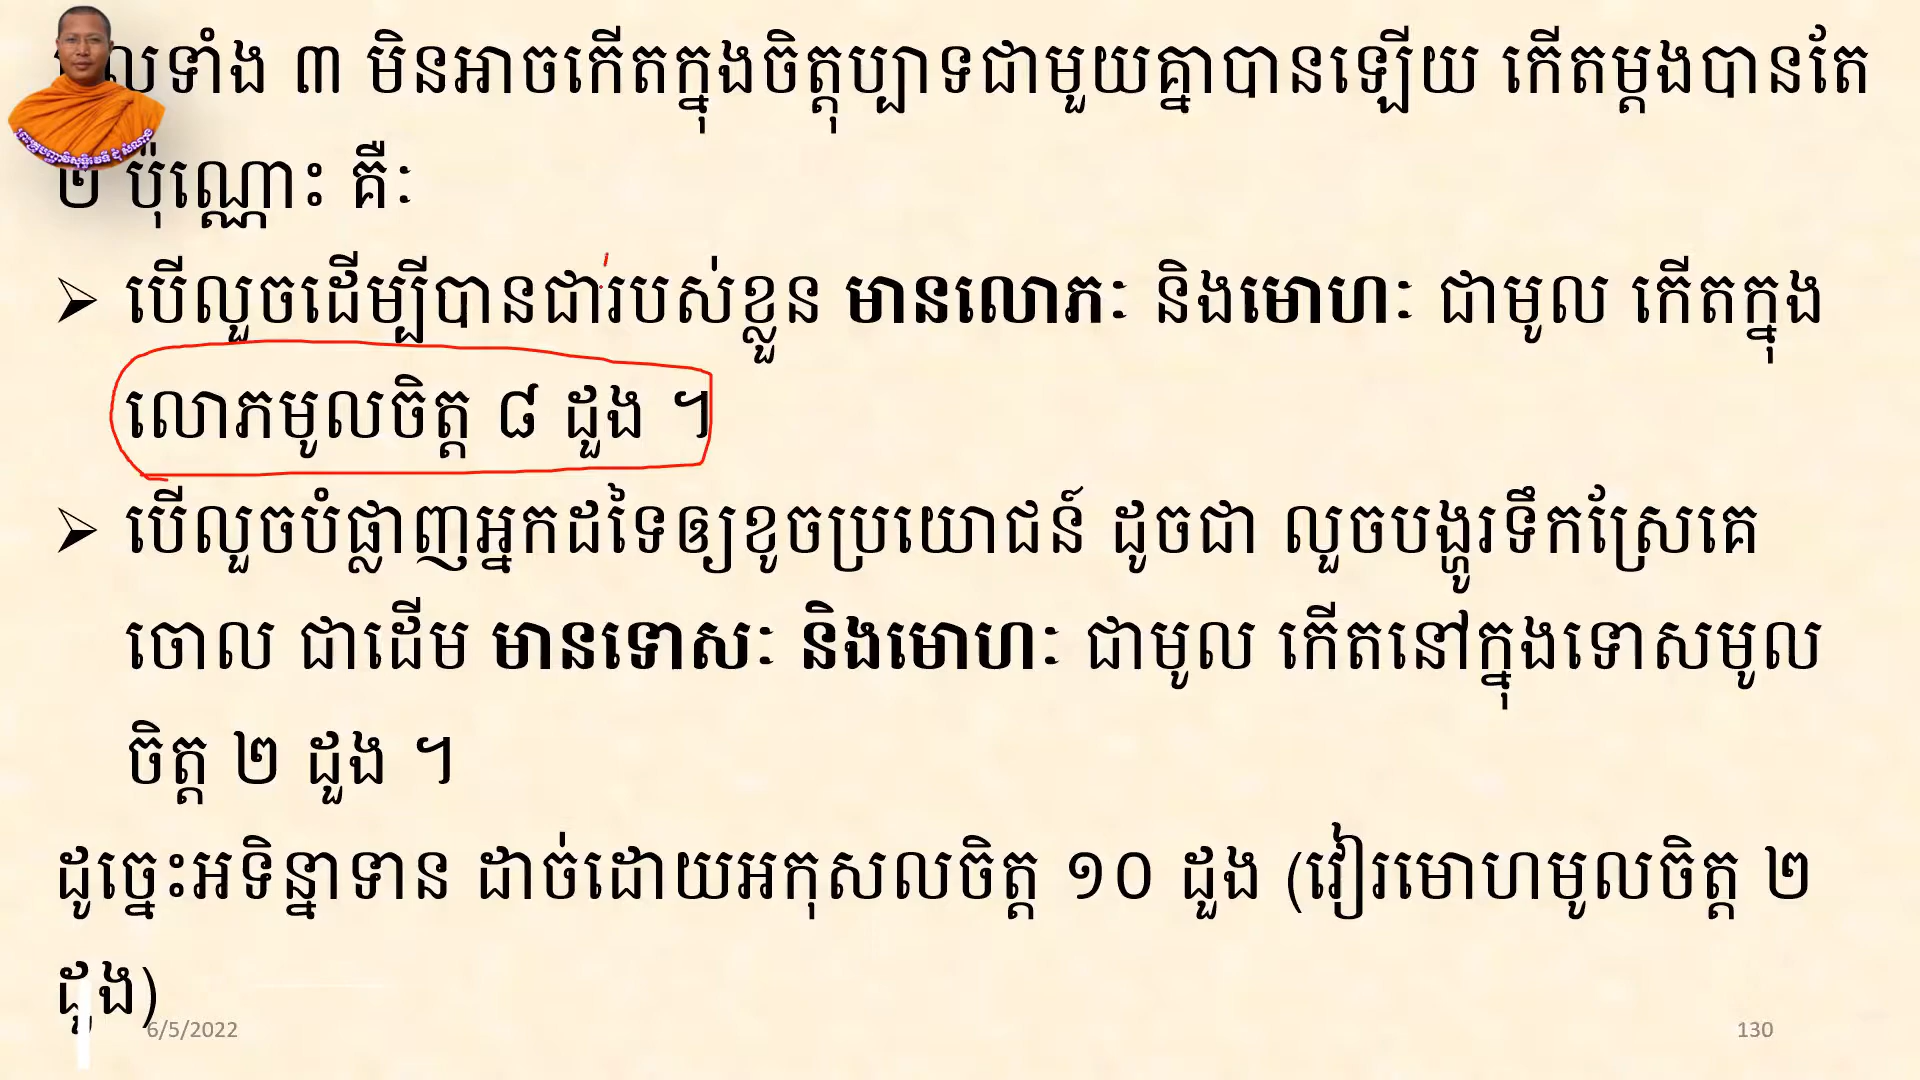 ទាំង ៣ មិនអាចកើតក្នុងចិត្តុប្បាទជាមួយគ្នាបានឡើយ កើតម្ដងបានតែ
២ ប៉ុណ្ណោះ គឺៈ
➢ បើលួចដើម្បីបានជារបស់ខ្លួន មានលោភៈ និងមោហៈ ជាមូល កើតក្នុង
លោភមូលចិត្ត ៨ ដួង ។
➢ បើលួចបំផ្លាញអ្នកដទៃឲ្យខូចប្រយោជន៍ ដូចជា លួចបង្ហូរទឹកស្រែគេ
ចោល ជាដើម មានទោសៈ និងមោហៈ ជាមូល កើតនៅក្នុងទោសមូល
ចិត្ត ២ ដួង ។
ដូច្នេះអទិន្នាទាន ដាច់ដោយអកុសលចិត្ត ១០ ដួង (វៀរមោហមូលចិត្ត ២
ដួង)
6/5/2022
130